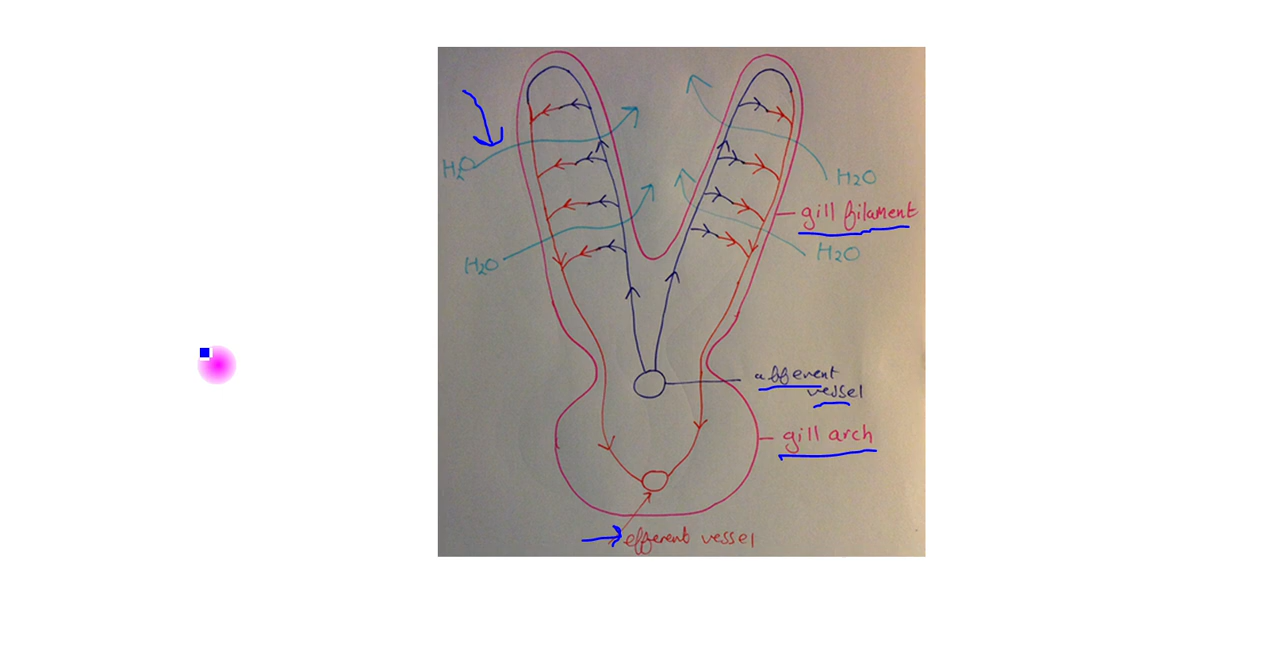 H2O
H2O
gill filament
H2O
H2O
afferent
vessel
gill arch
efferent vessel